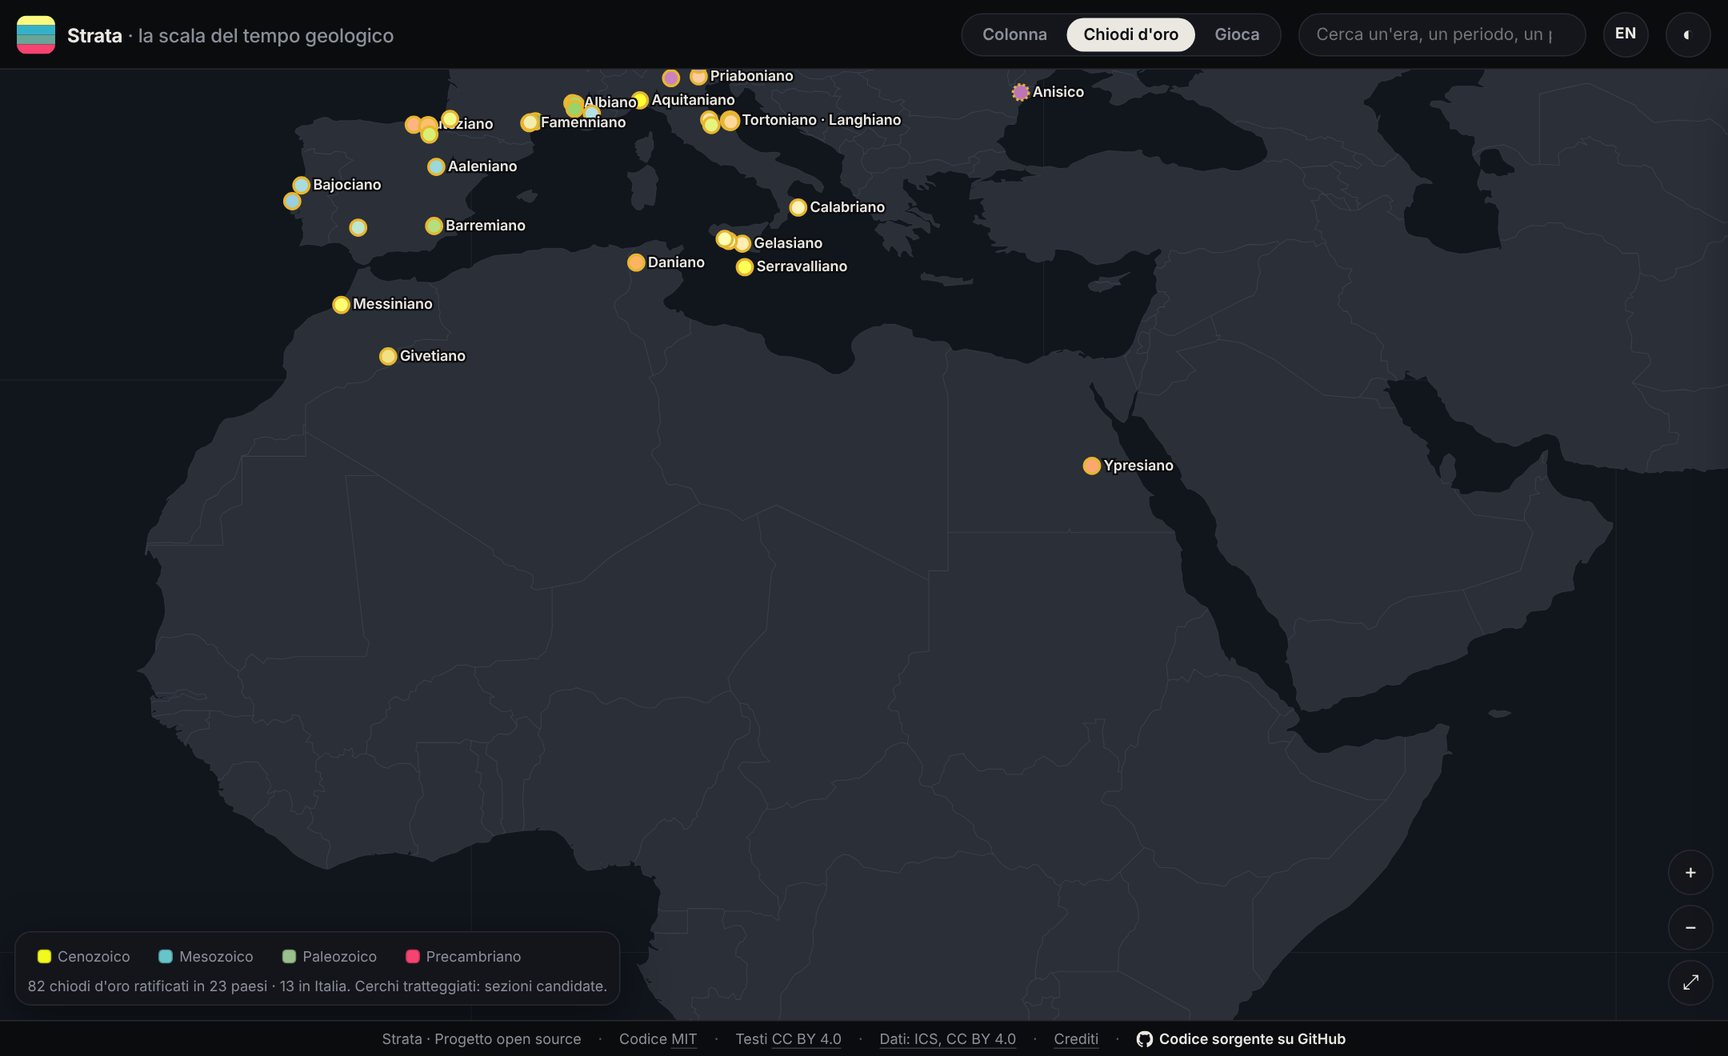 Strata · la scala del tempo geologico
Colonna
Chiodi d'oro
Gioca
Cerca un'era, un periodo, un
EN
Priaboniano
Anisico
Albiano
Aquitaniano
Famenniano
Tortoniano · Langhiano
Aaleniano
Bajociano
Calabriano
Barremiano
Gelasiano
Daniano
Serravalliano
Messiniano
Givetiano
Ypresiano
+
−
Cenozoico
Mesozoico
Paleozoico
Precambriano
82 chiodi d'oro ratificati in 23 paesi · 13 in Italia. Cerchi tratteggiati: sezioni candidate.
Strata · Progetto open source · Codice MIT · Testi CC BY 4.0 · Dati: ICS, CC BY 4.0 · Crediti · Codice sorgente su GitHub